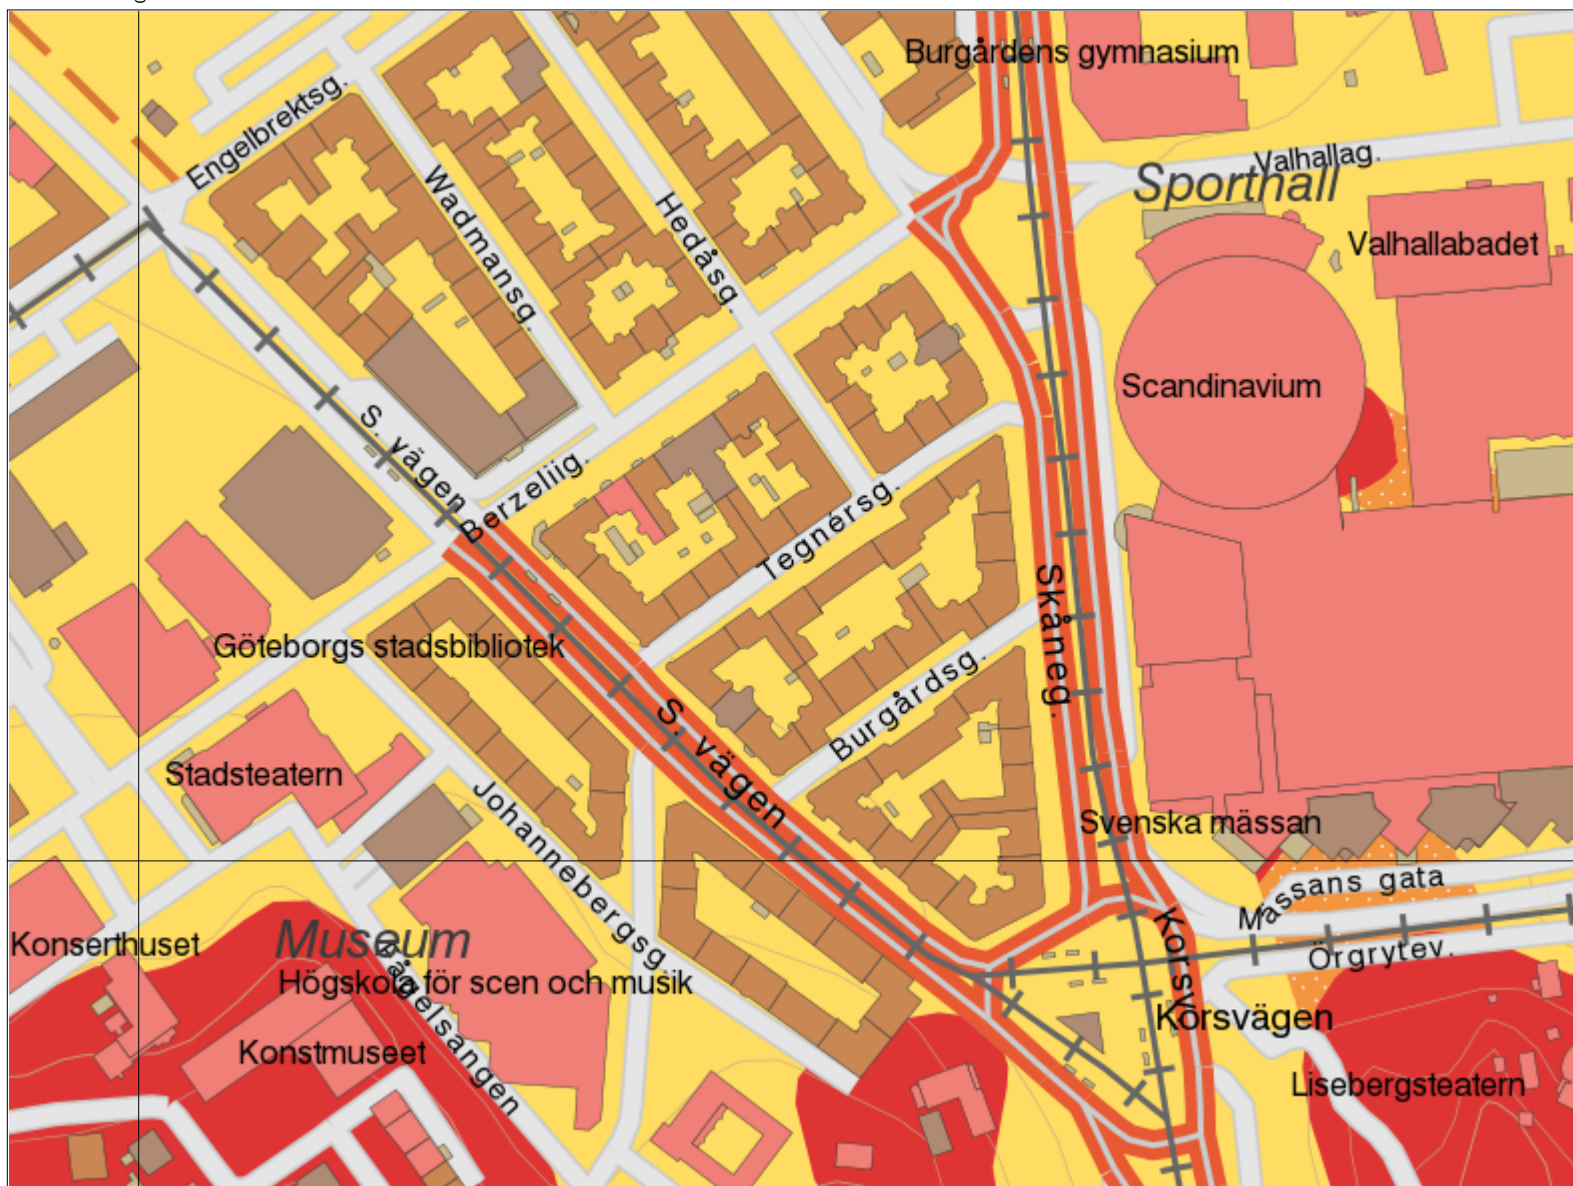 Burgårdens gymnasium
Engelbrektsg.
Valhallag.
Sporthall
Wadmansg.
Hedåsg.
Valhallabadet
Scandinavium
S. vägen
Berzeliig.
Tegnérsg.
Skåneg.
Göteborgs stadsbibliotek
Burgårdsg.
S. vägen
Stadsteatern
Johannebergsg.
Svenska mässan
Mässans gata
Konserthuset
Museum
Korsv.
Örgrytev.
Högskola för scen och musik
Korsvägen
Konstmuseet
Lisebergsteatern